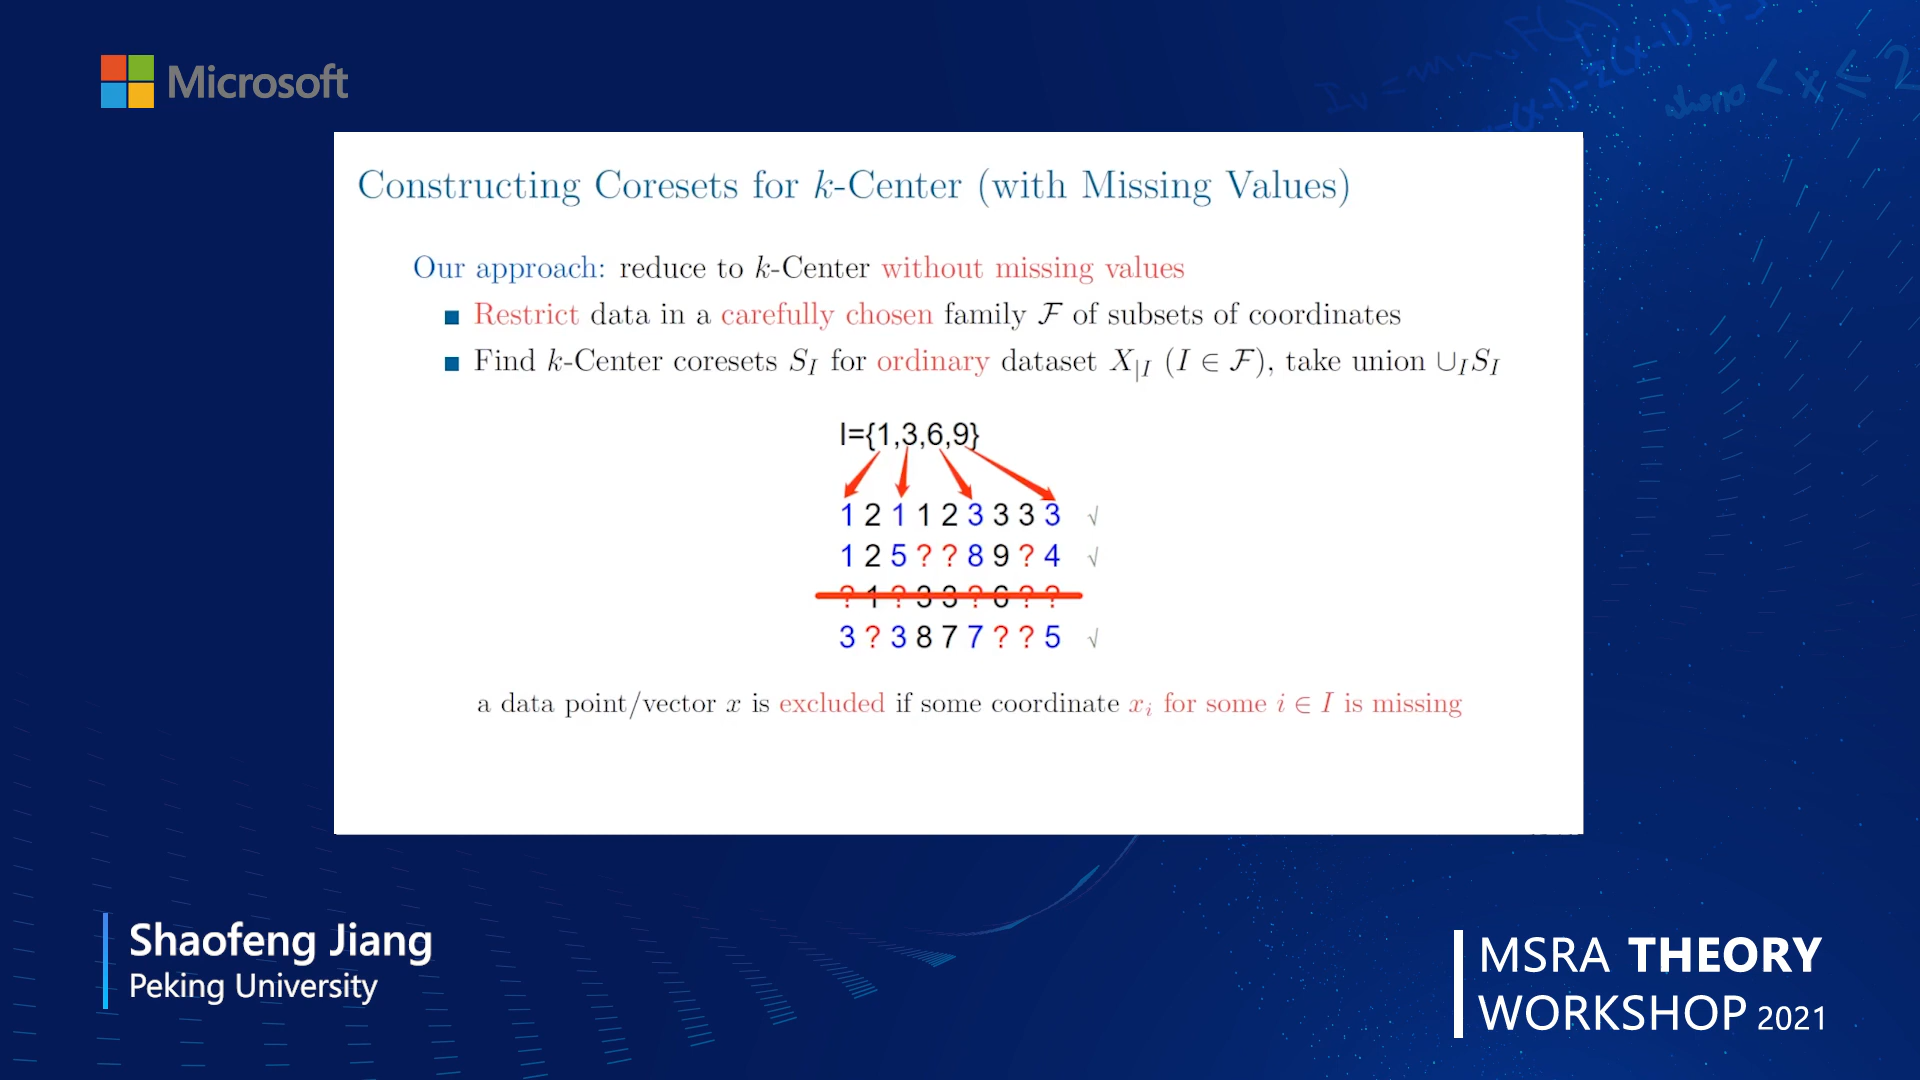 Microsoft
Constructing Coresets for k-Center (with Missing Values)
Our approach: reduce to k-Center without missing values
Restrict data in a carefully chosen family ℱ of subsets of coordinates
Find k-Center coresets S_I for ordinary dataset X_{|I} (I ∈ ℱ), take union ∪_I S_I
I={1,3,6,9}
1 2 1 1 2 3 3 3 3 √
1 2 5 ? ? 8 9 ? 4 √
? 1 ? 3 3 ? 6 ? ?
3 ? 3 8 7 7 ? ? 5 √
a data point/vector x is excluded if some coordinate x_i for some i ∈ I is missing
Shaofeng Jiang
Peking University
MSRA THEORY
WORKSHOP 2021